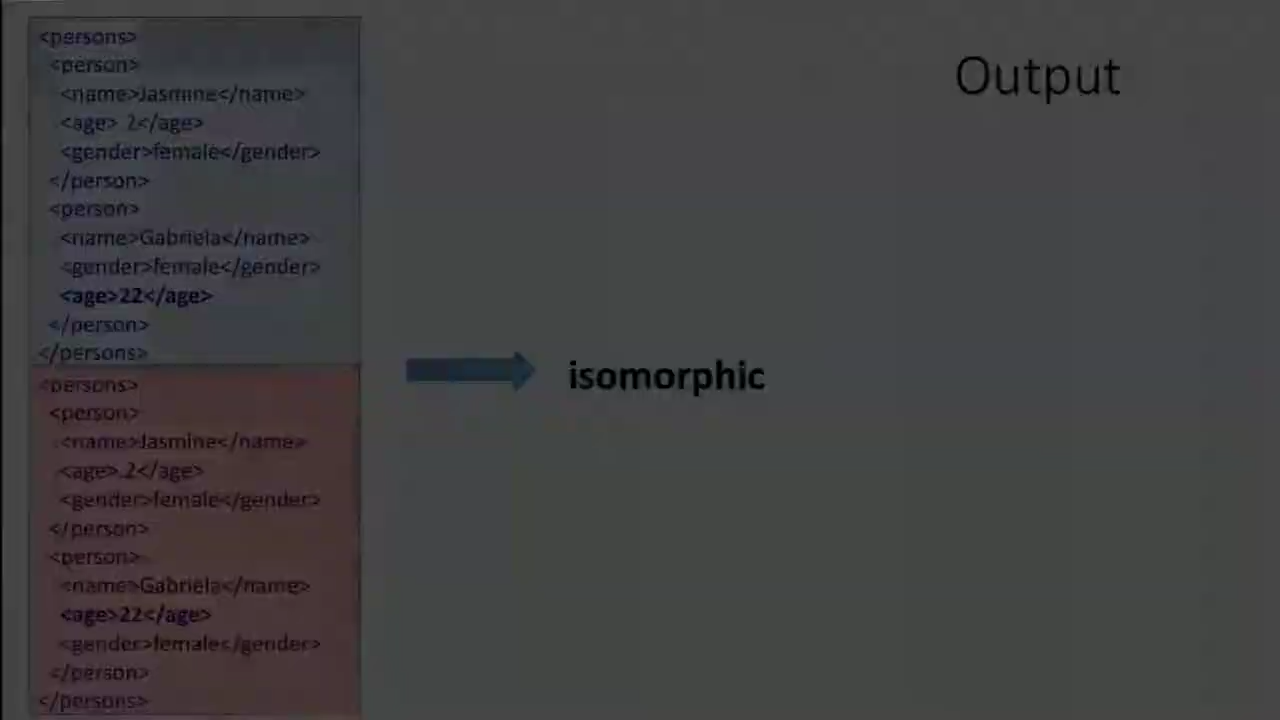 Output
<persons>
<person>
<name>Jasmine</name>
<age> 2</age>
<gender>female</gender>
</person>
<person>
<name>Gabriela</name>
<gender>female</gender>
<age>22</age>
</person>
</persons>
<persons>
<person>
<name>Jasmine</name>
<age> 2</age>
<gender>female</gender>
</person>
<person>
<name>Gabriela</name>
<age>22</age>
<gender>female</gender>
</person>
</persons>
isomorphic